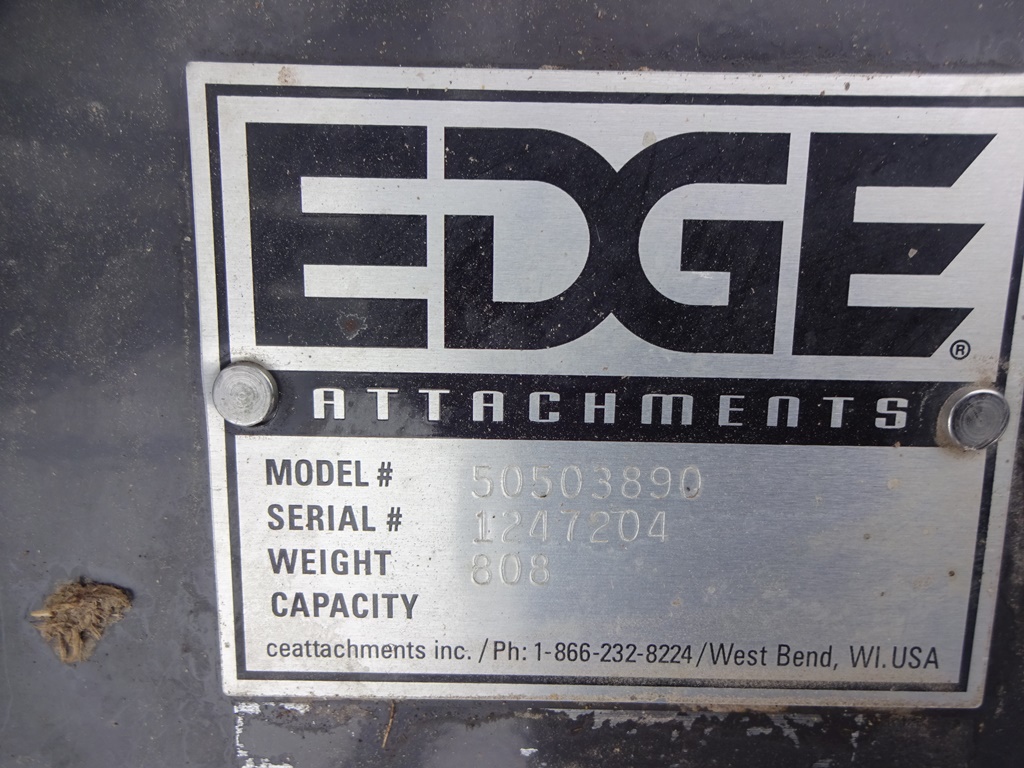 EDGE®
ATTACHMENTS
MODEL # 50503890
SERIAL # 1247204
WEIGHT 808
CAPACITY
ceattachments inc. / Ph: 1-866-232-8224 / West Bend, WI. USA